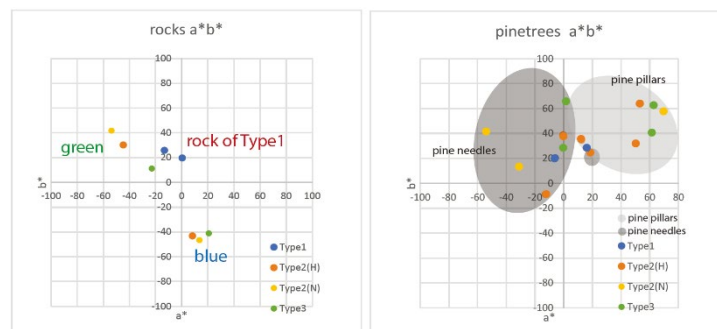 rocks a*b*
100
80
60
40
20
0
-100 -80 -60 -40 -20 0 20 40 60 80 100
-20
-40
-60
-80
-100
b*
a*
green
rock of Type1
blue
Type1
Type2(H)
Type2(N)
Type3
pinetrees a*b*
100
80
60
40
20
0
-100 -80 -60 -40 -20 0 20 40 60 80
-20
-40
-60
-80
-100
b*
a*
pine pillars
pine needles
pine pillars
pine needles
Type1
Type2(H)
Type2(N)
Type3